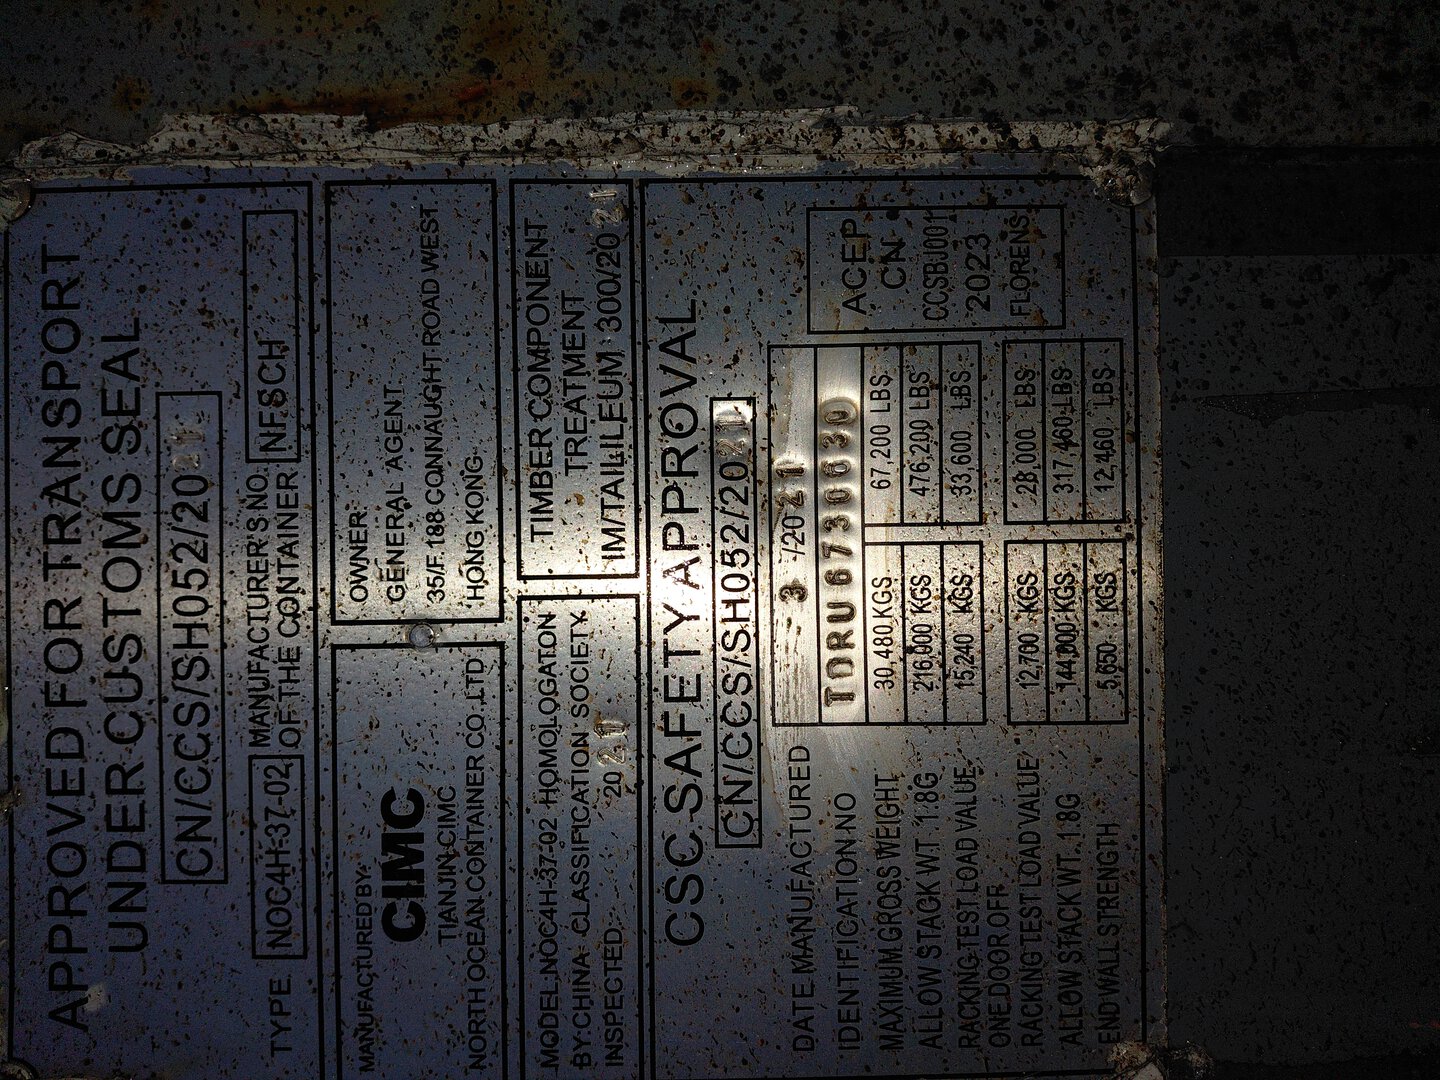 APPROVED FOR TRANSPORT
UNDER CUSTOMS SEAL
CN/CCS/SH052/20
TYPE NOC4H-37-02 MANUFACTURER'S NO. OF THE CONTAINER NFSCH
MANUFACTURED BY:
CIMC
TIANJIN CIMC
NORTH OCEAN CONTAINER CO.,LTD
OWNER
GENERAL AGENT
35/F. 188 CONNAUGHT ROAD WEST
HONG KONG
MODEL NOC4H-37-02 HOMOLOGATON
BY CHINA CLASSIFICATION SOCIETY
INSPECTED: 20 21
TIMBER COMPONENT
TREATMENT
IM/TAILILEUM 300/20 21
CSC SAFETY APPROVAL
CN/CCS/SH052/20
DATE MANUFACTURED 3 /2021
IDENTIFICATION NO TDRU6730630
MAXIMUM GROSS WEIGHT 30,480 KGS 67,200 LBS
ALLOW STACK WT. 1.8G 216,000 KGS 476,200 LBS
RACKING TEST LOAD VALUE 15,240 KGS 33,600 LBS
ONE DOOR OFF
RACKING TEST LOAD VALUE 12,700 KGS 28,000 LBS
ALLOW STACK WT. 1.8G 144,000 KGS 317,460 LBS
END WALL STRENGTH 5,650 KGS 12,460 LBS
ACEP
CN
CCSBJ001
2023
FLORENS